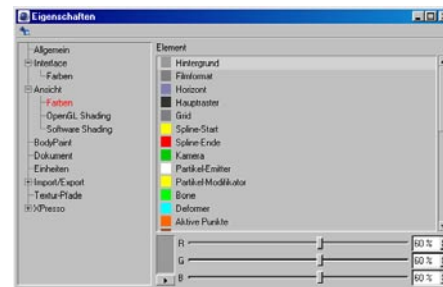 Eigenschaften
Allgemein
Interface
Farben
Ansicht
Farben
OpenGL Shading
Software Shading
BodyPaint
Dokument
Einheiten
Import/Export
Textur-Pfade
XPresso
Element
Hintergrund
Filmformat
Horizont
Hauptraster
Grid
Spline-Start
Spline-Ende
Kamera
Partikel-Emitter
Partikel-Modifikator
Bone
Deformer
Aktive Punkte
R 60 %
G 60 %
B 60 %